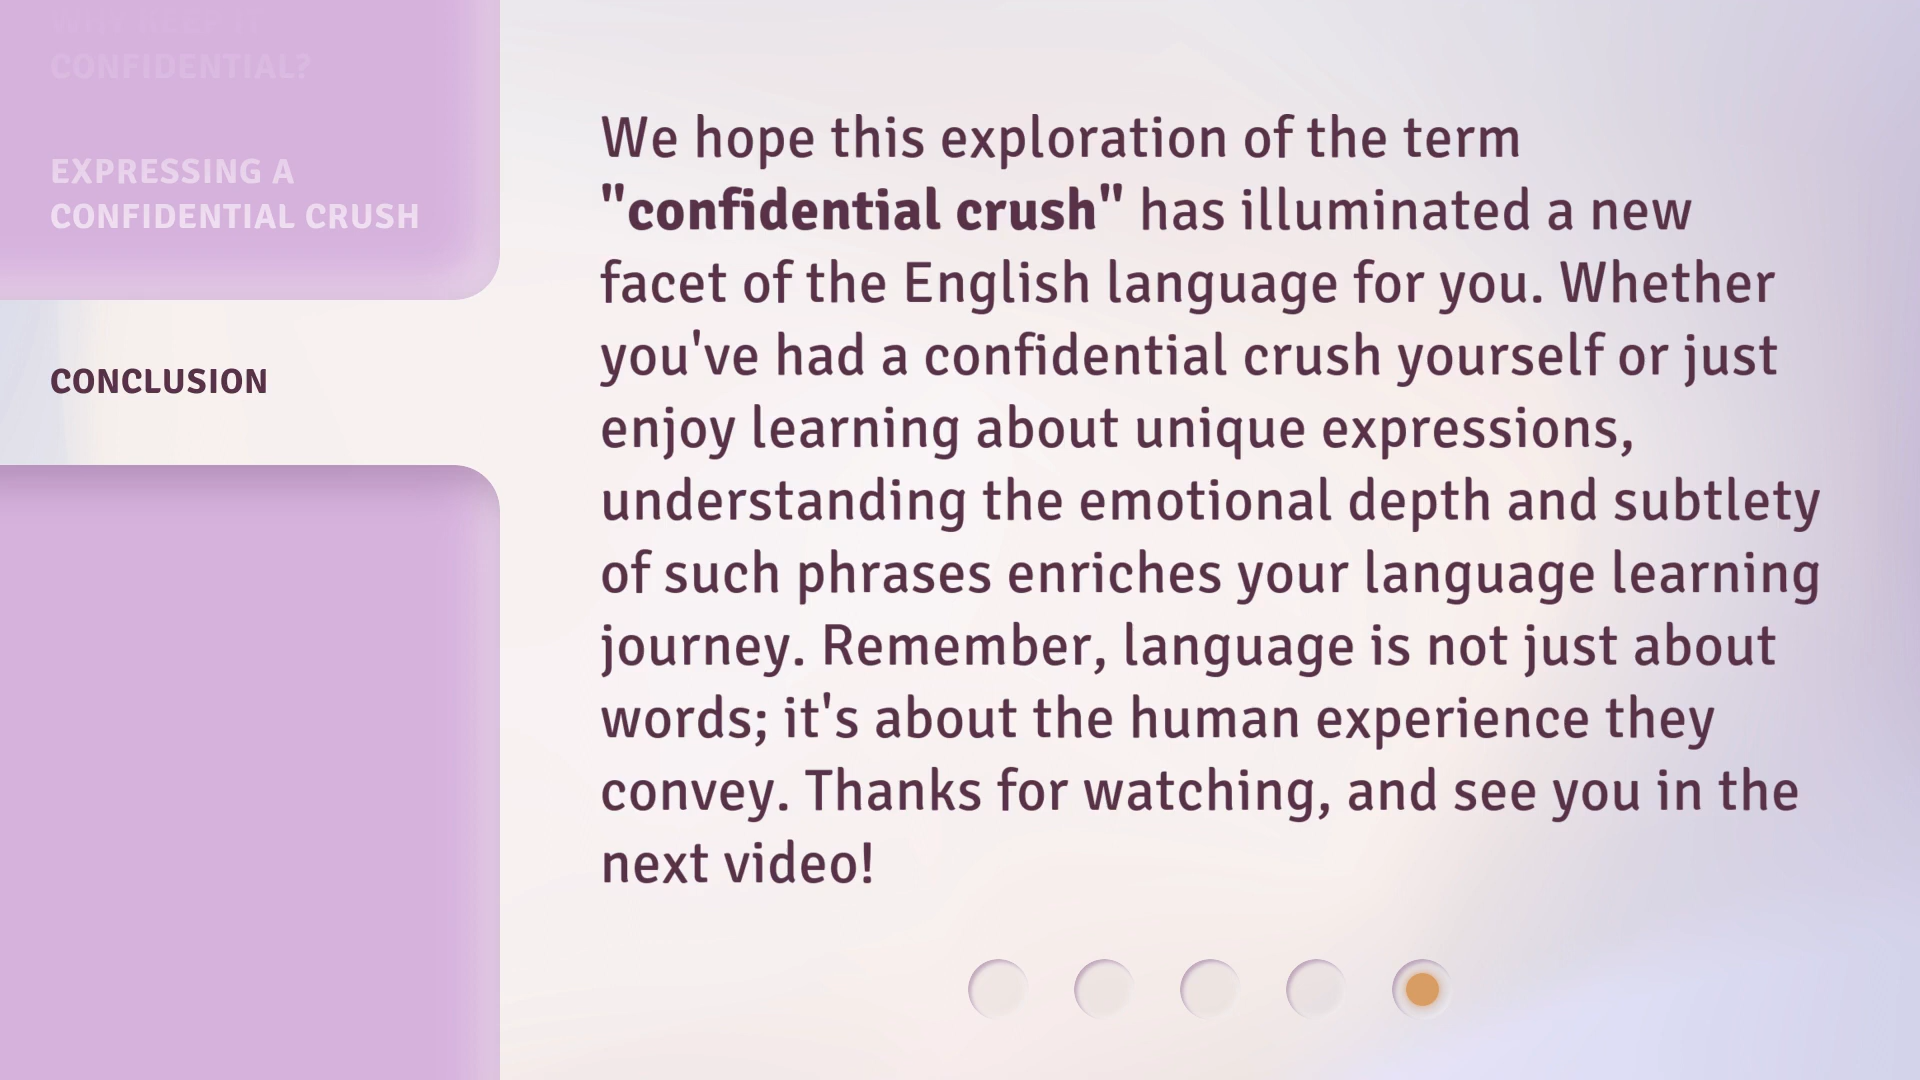 WHY KEEP IT
CONFIDENTIAL?
EXPRESSING A
CONFIDENTIAL CRUSH
CONCLUSION
We hope this exploration of the term
"confidential crush" has illuminated a new
facet of the English language for you. Whether
you've had a confidential crush yourself or just
enjoy learning about unique expressions,
understanding the emotional depth and subtlety
of such phrases enriches your language learning
journey. Remember, language is not just about
words; it's about the human experience they
convey. Thanks for watching, and see you in the
next video!